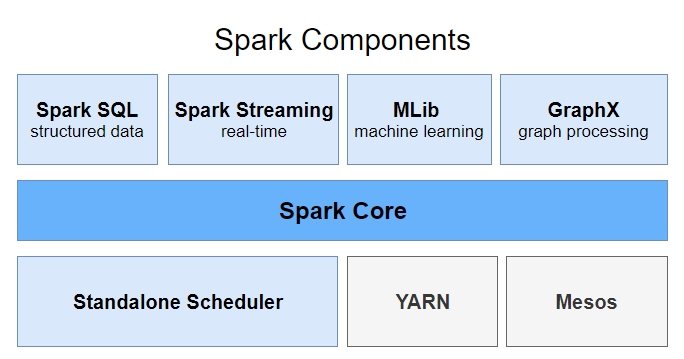 Spark Components
Spark SQL
structured data
Spark Streaming
real-time
MLib
machine learning
GraphX
graph processing
Spark Core
Standalone Scheduler
YARN
Mesos